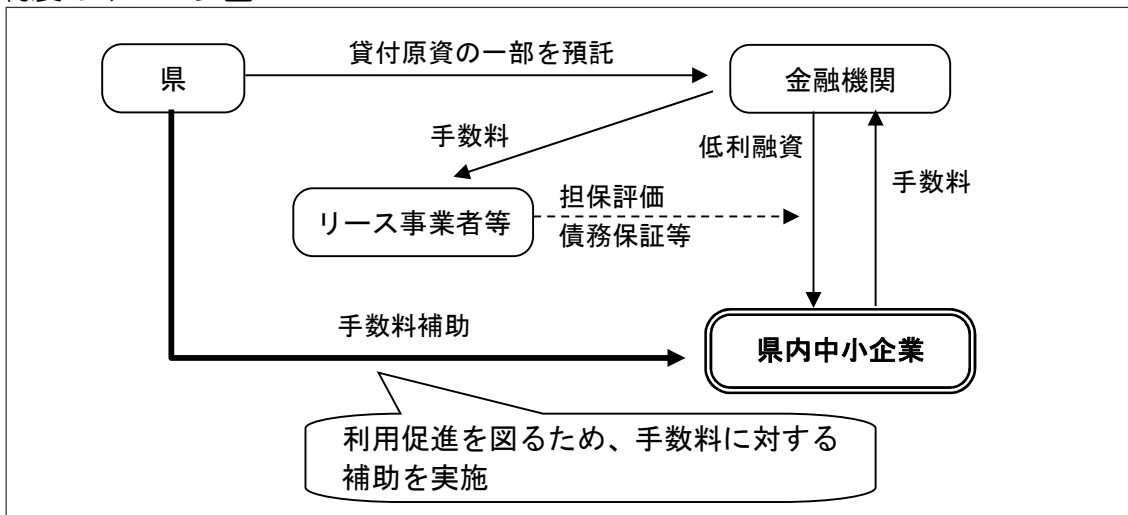 貸付原資の一部を預託
県
金融機関
手数料
低利融資
手数料
担保評価
リース事業者等
債務保証等
手数料補助
県内中小企業
利用促進を図るため、手数料に対する
補助を実施